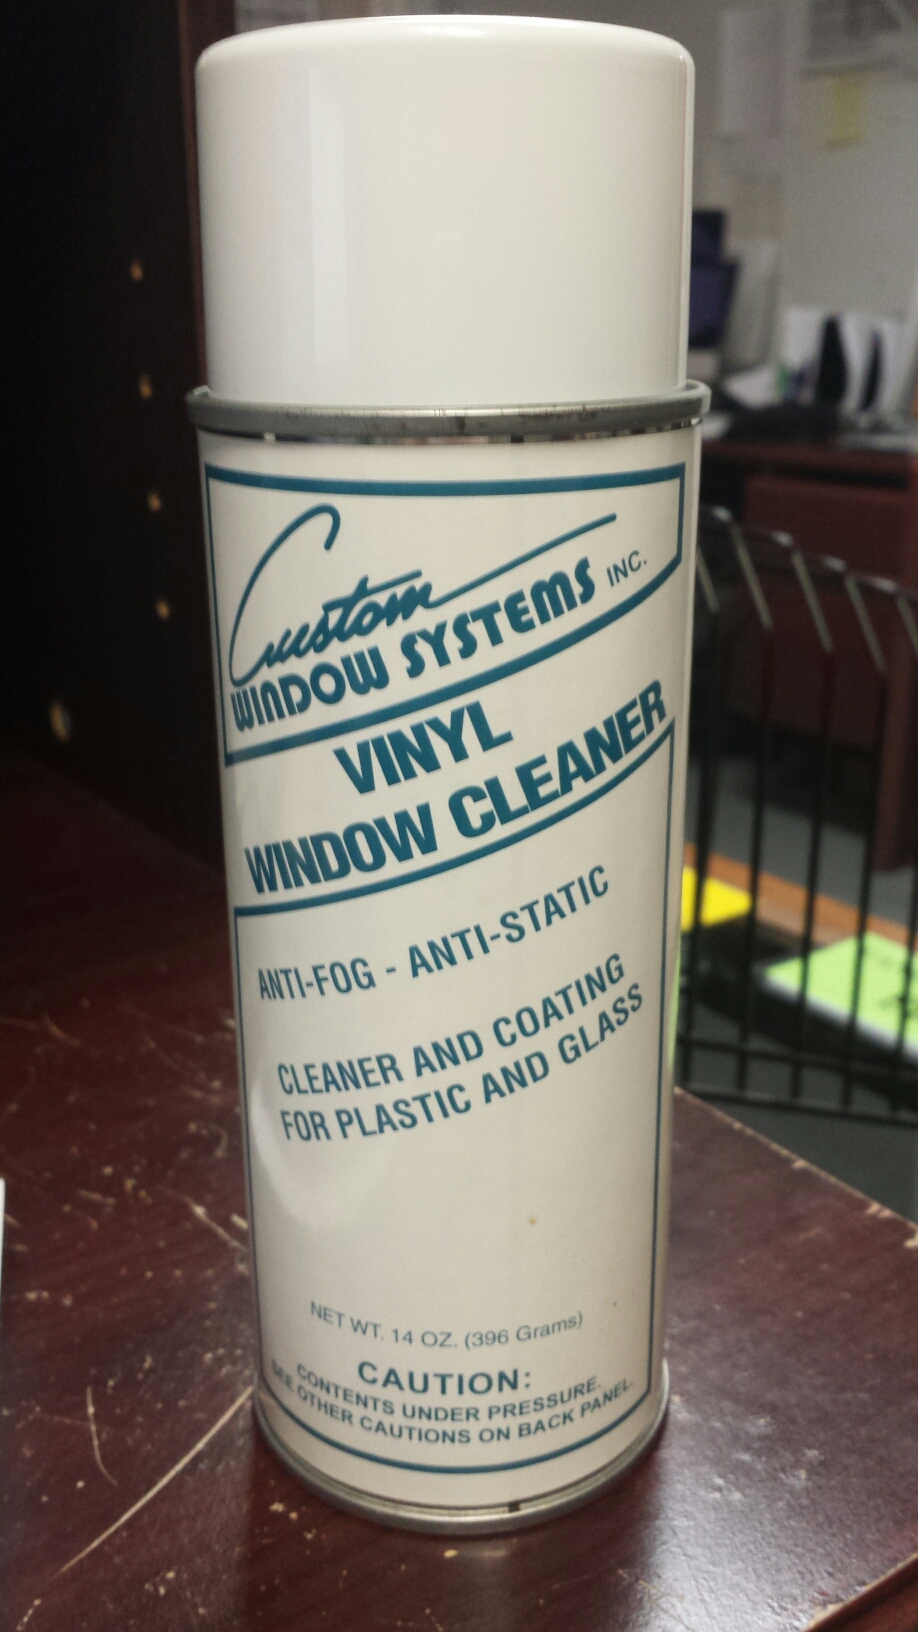 Custom
WINDOW SYSTEMS INC.
VINYL
WINDOW CLEANER
ANTI-FOG - ANTI-STATIC
CLEANER AND COATING
FOR PLASTIC AND GLASS
NET WT. 14 OZ. (396 Grams)
CAUTION:
CONTENTS UNDER PRESSURE.
SEE OTHER CAUTIONS ON BACK PANEL.